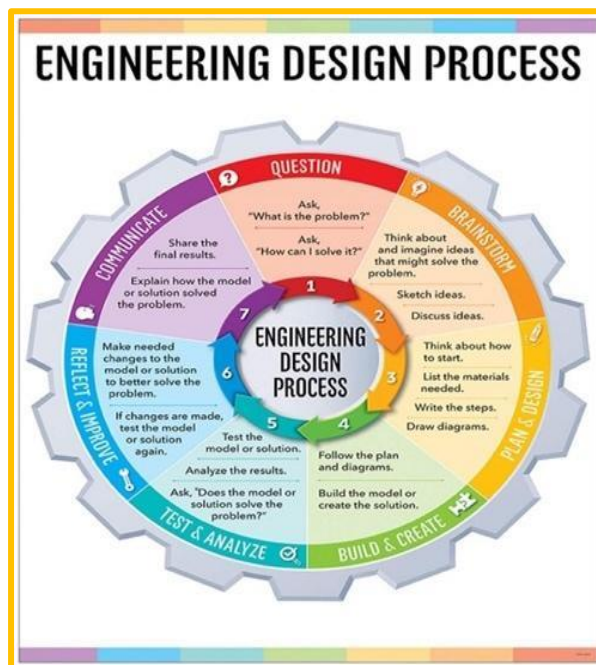 ENGINEERING DESIGN PROCESS
QUESTION
Ask,
"What is the problem?"
Ask,
"How can I solve it?"
1
BRAINSTORM
Think about
and imagine ideas
that might solve the
problem.
Sketch ideas.
Discuss ideas.
2
PLAN & DESIGN
Think about how
to start.
List the materials
needed.
Write the steps.
Draw diagrams.
3
BUILD & CREATE
Follow the plan
and diagrams.
Build the model or
create the solution.
4
TEST & ANALYZE
Test the
model or solution.
Analyze the results.
Ask, "Does the model or
solution solve the
problem?"
5
REFLECT & IMPROVE
Make needed
changes to the
model or solution
to better solve the
problem.
If changes are made,
test the model
or solution
again.
6
COMMUNICATE
Share the
final results.
Explain how the model
or solution solved
the problem.
7
ENGINEERING
DESIGN
PROCESS